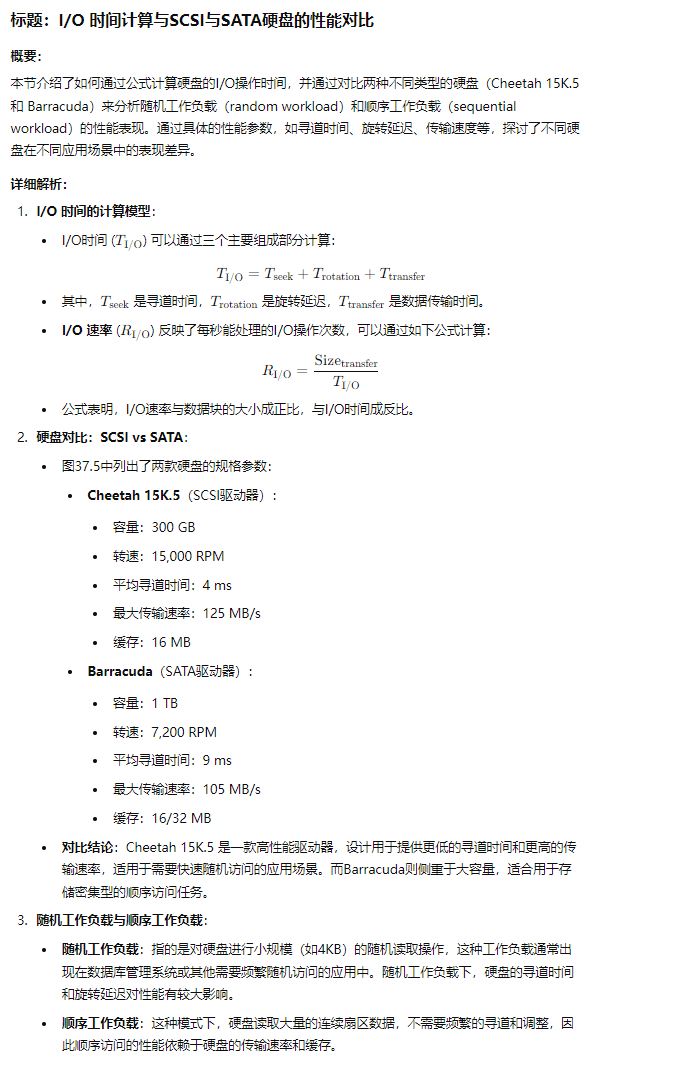 标题：I/O 时间计算与SCSI与SATA硬盘的性能对比
概要：
本节介绍了如何通过公式计算硬盘的I/O操作时间，并通过对比两种不同类型的硬盘（Cheetah 15K.5
和 Barracuda）来分析随机工作负载（random workload）和顺序工作负载（sequential
workload）的性能表现。通过具体的性能参数，如寻道时间、旋转延迟、传输速度等，探讨了不同硬
盘在不同应用场景中的表现差异。
详细解析：
1. I/O 时间的计算模型：
• I/O时间 (T_{I/O}) 可以通过三个主要组成部分计算：
T_{I/O} = T_{seek} + T_{rotation} + T_{transfer}
• 其中，T_{seek} 是寻道时间，T_{rotation} 是旋转延迟，T_{transfer} 是数据传输时间。
• I/O 速率 (R_{I/O}) 反映了每秒能处理的I/O操作次数，可以通过如下公式计算：
R_{I/O} = \frac{Size_{transfer}}{T_{I/O}}
• 公式表明，I/O速率与数据块的大小成正比，与I/O时间成反比。
2. 硬盘对比：SCSI vs SATA：
• 图37.5中列出了两款硬盘的规格参数：
• Cheetah 15K.5（SCSI驱动器）：
• 容量：300 GB
• 转速：15,000 RPM
• 平均寻道时间：4 ms
• 最大传输速率：125 MB/s
• 缓存：16 MB
• Barracuda（SATA驱动器）：
• 容量：1 TB
• 转速：7,200 RPM
• 平均寻道时间：9 ms
• 最大传输速率：105 MB/s
• 缓存：16/32 MB
• 对比结论：Cheetah 15K.5 是一款高性能驱动器，设计用于提供更低的寻道时间和更高的传
输速率，适用于需要快速随机访问的应用场景。而Barracuda则侧重于大容量，适合用于存
储密集型的顺序访问任务。
3. 随机工作负载与顺序工作负载：
• 随机工作负载：指的是对硬盘进行小规模（如4KB）的随机读取操作，这种工作负载通常出
现在数据库管理系统或其他需要频繁随机访问的应用中。随机工作负载下，硬盘的寻道时间
和旋转延迟对性能有较大影响。
• 顺序工作负载：这种模式下，硬盘读取大量的连续扇区数据，不需要频繁的寻道和调整，因
此顺序访问的性能依赖于硬盘的传输速率和缓存。